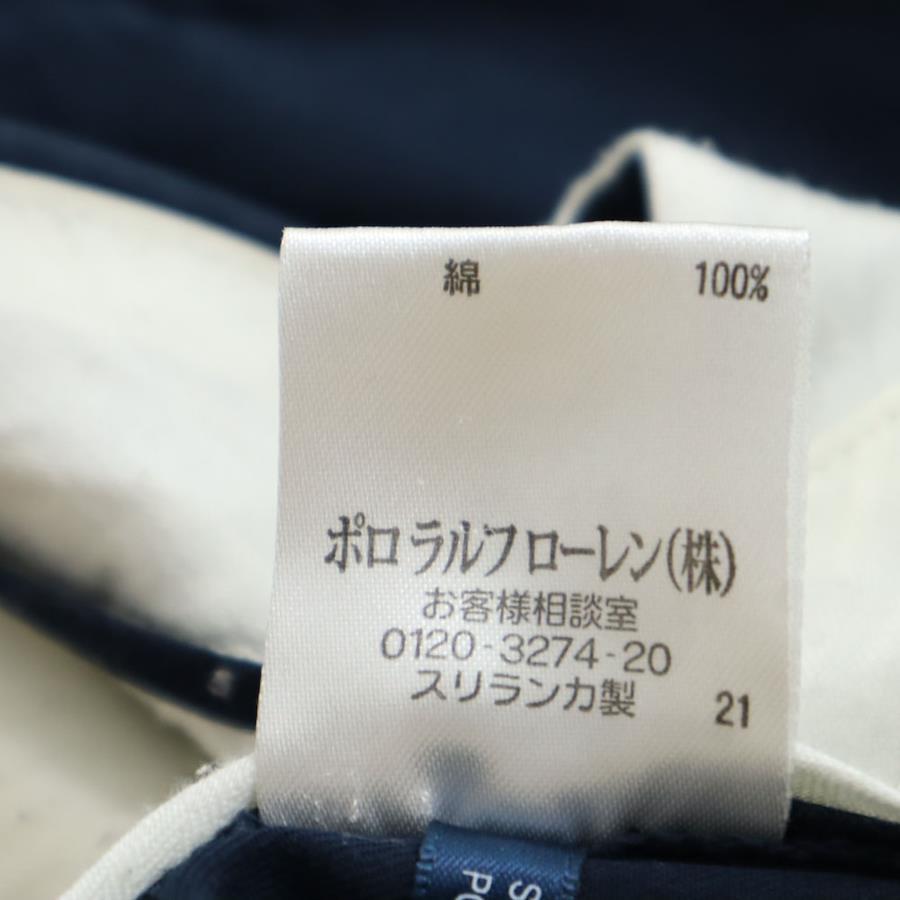 綿 100%
ポロ ラルフ ローレン(株)
お客様相談室
0120-3274-20
スリランカ製 21